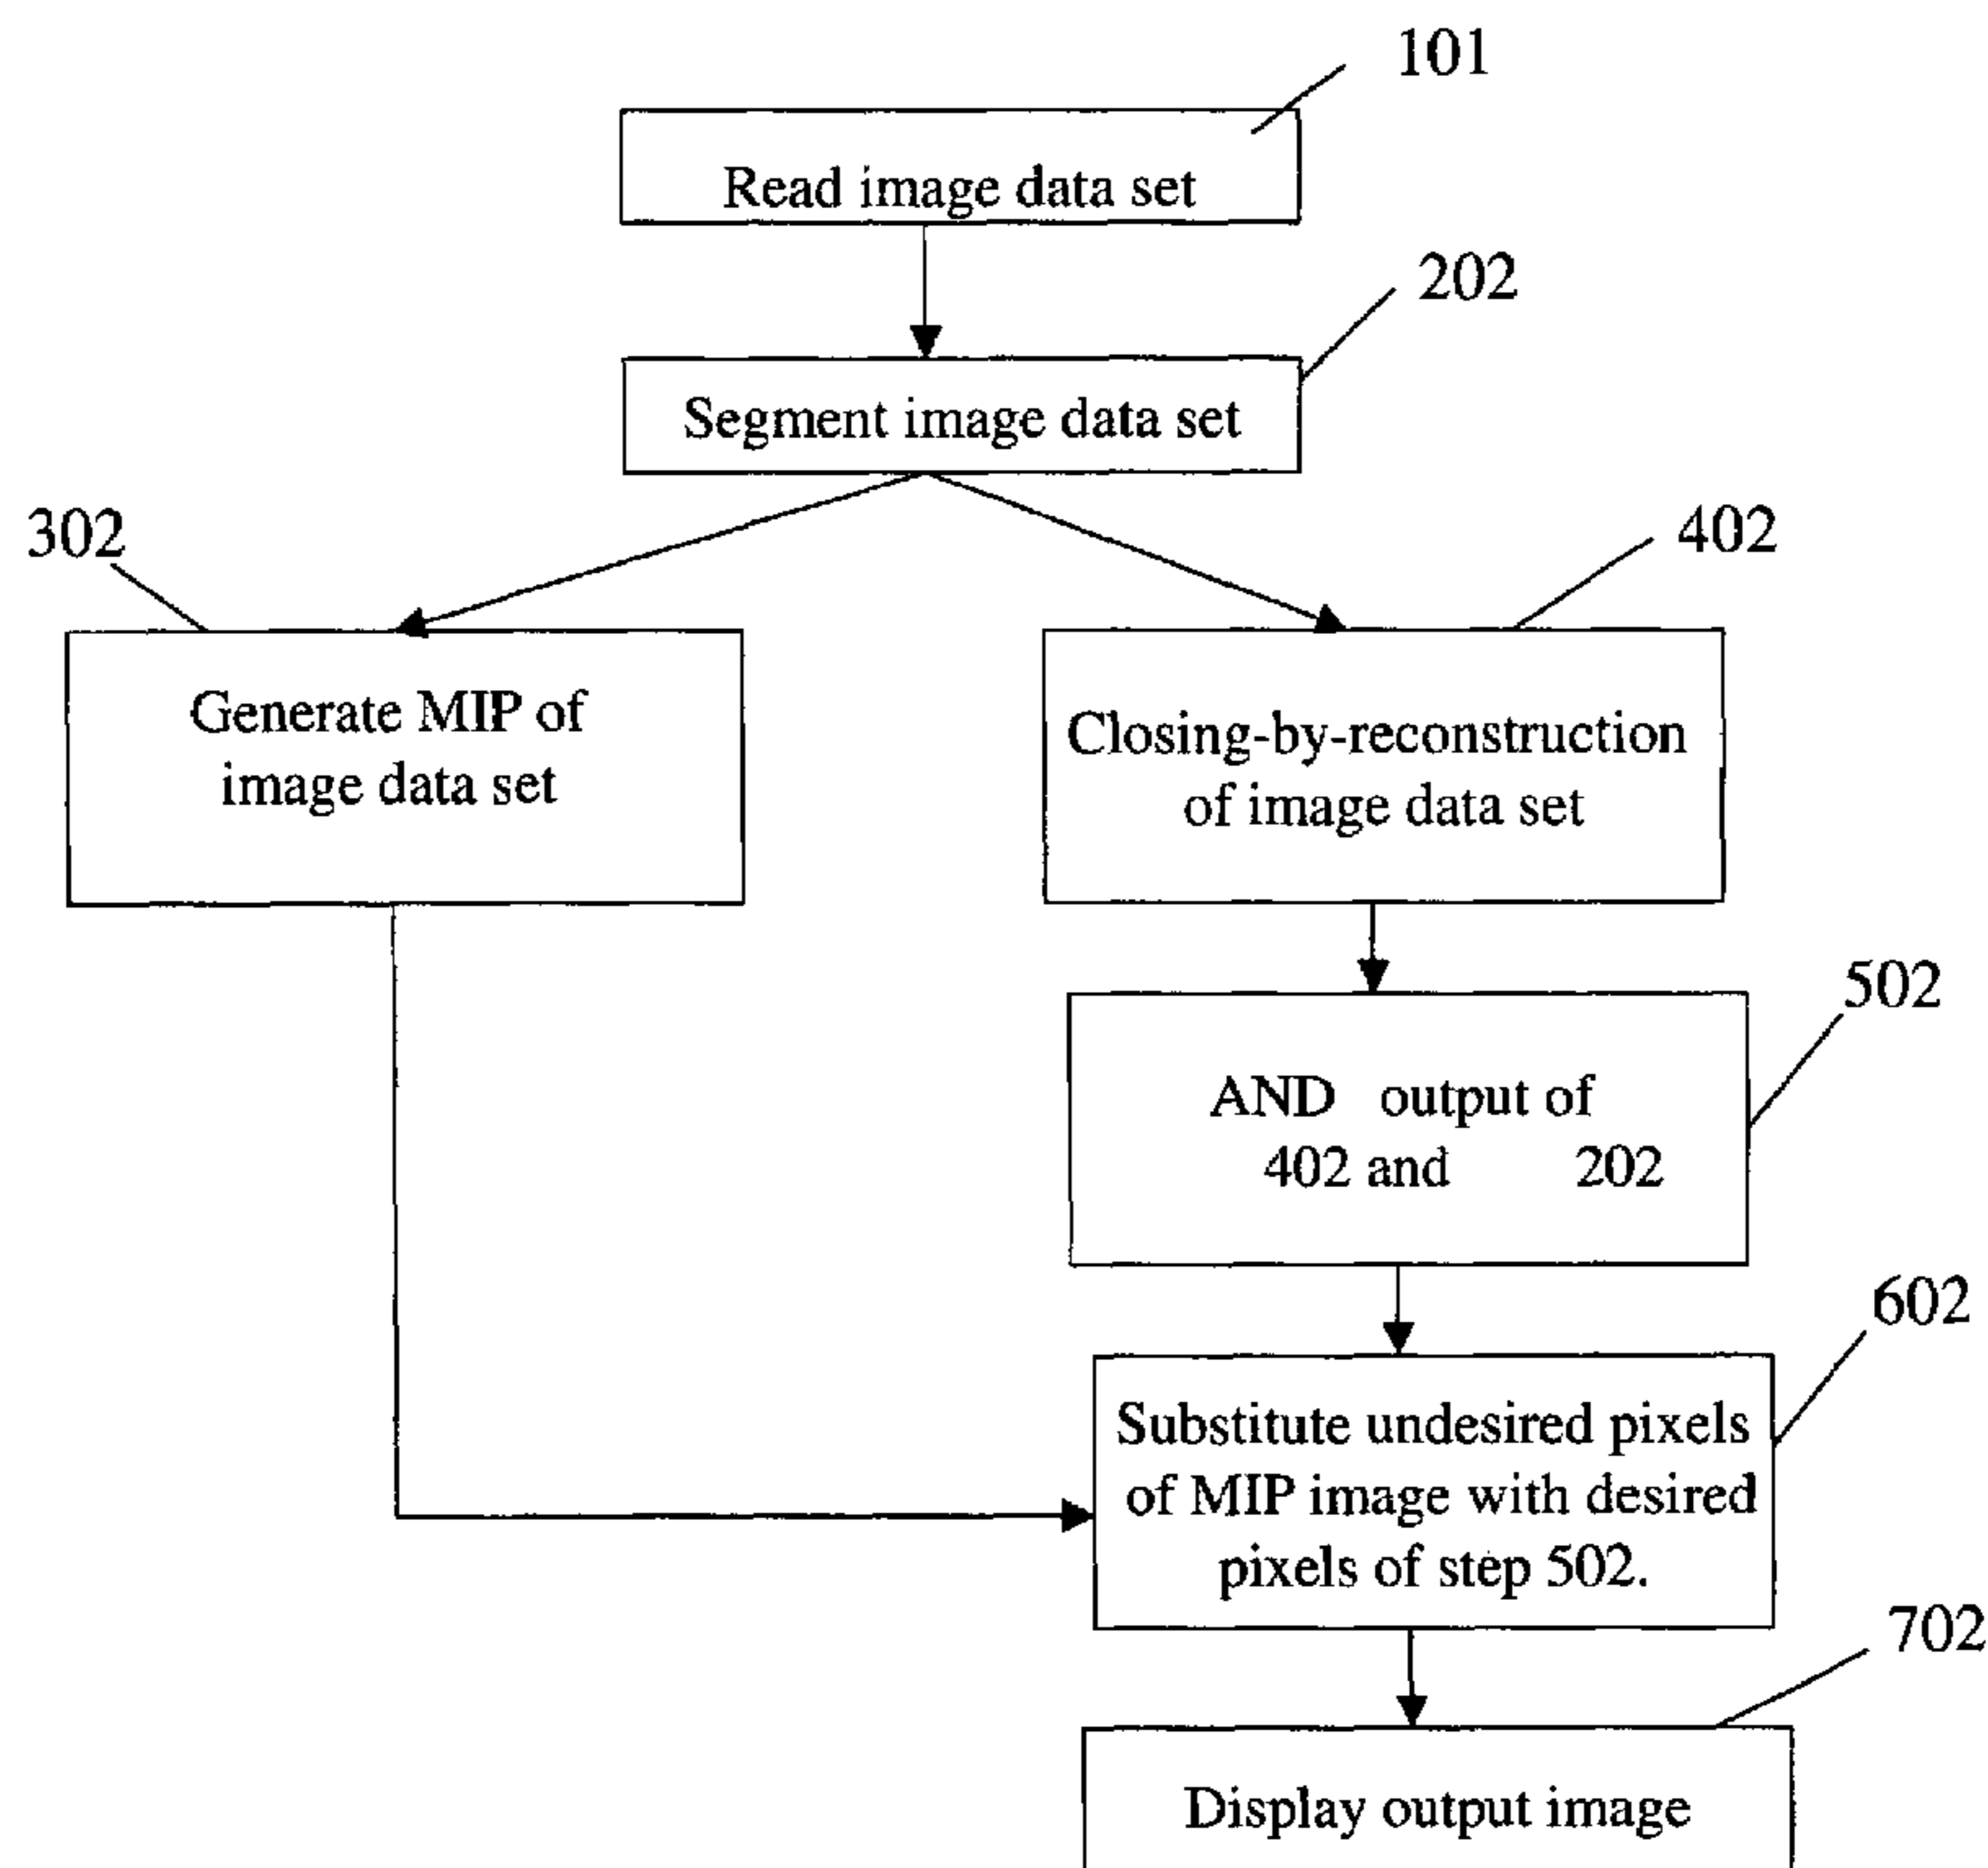 101
Read image data set
202
Segment image data set
302
402
Generate MIP of
image data set
Closing-by-reconstruction
of image data set
502
AND output of
402 and 202
602
Substitute undesired pixels
of MIP image with desired
pixels of step 502.
702
Display output image